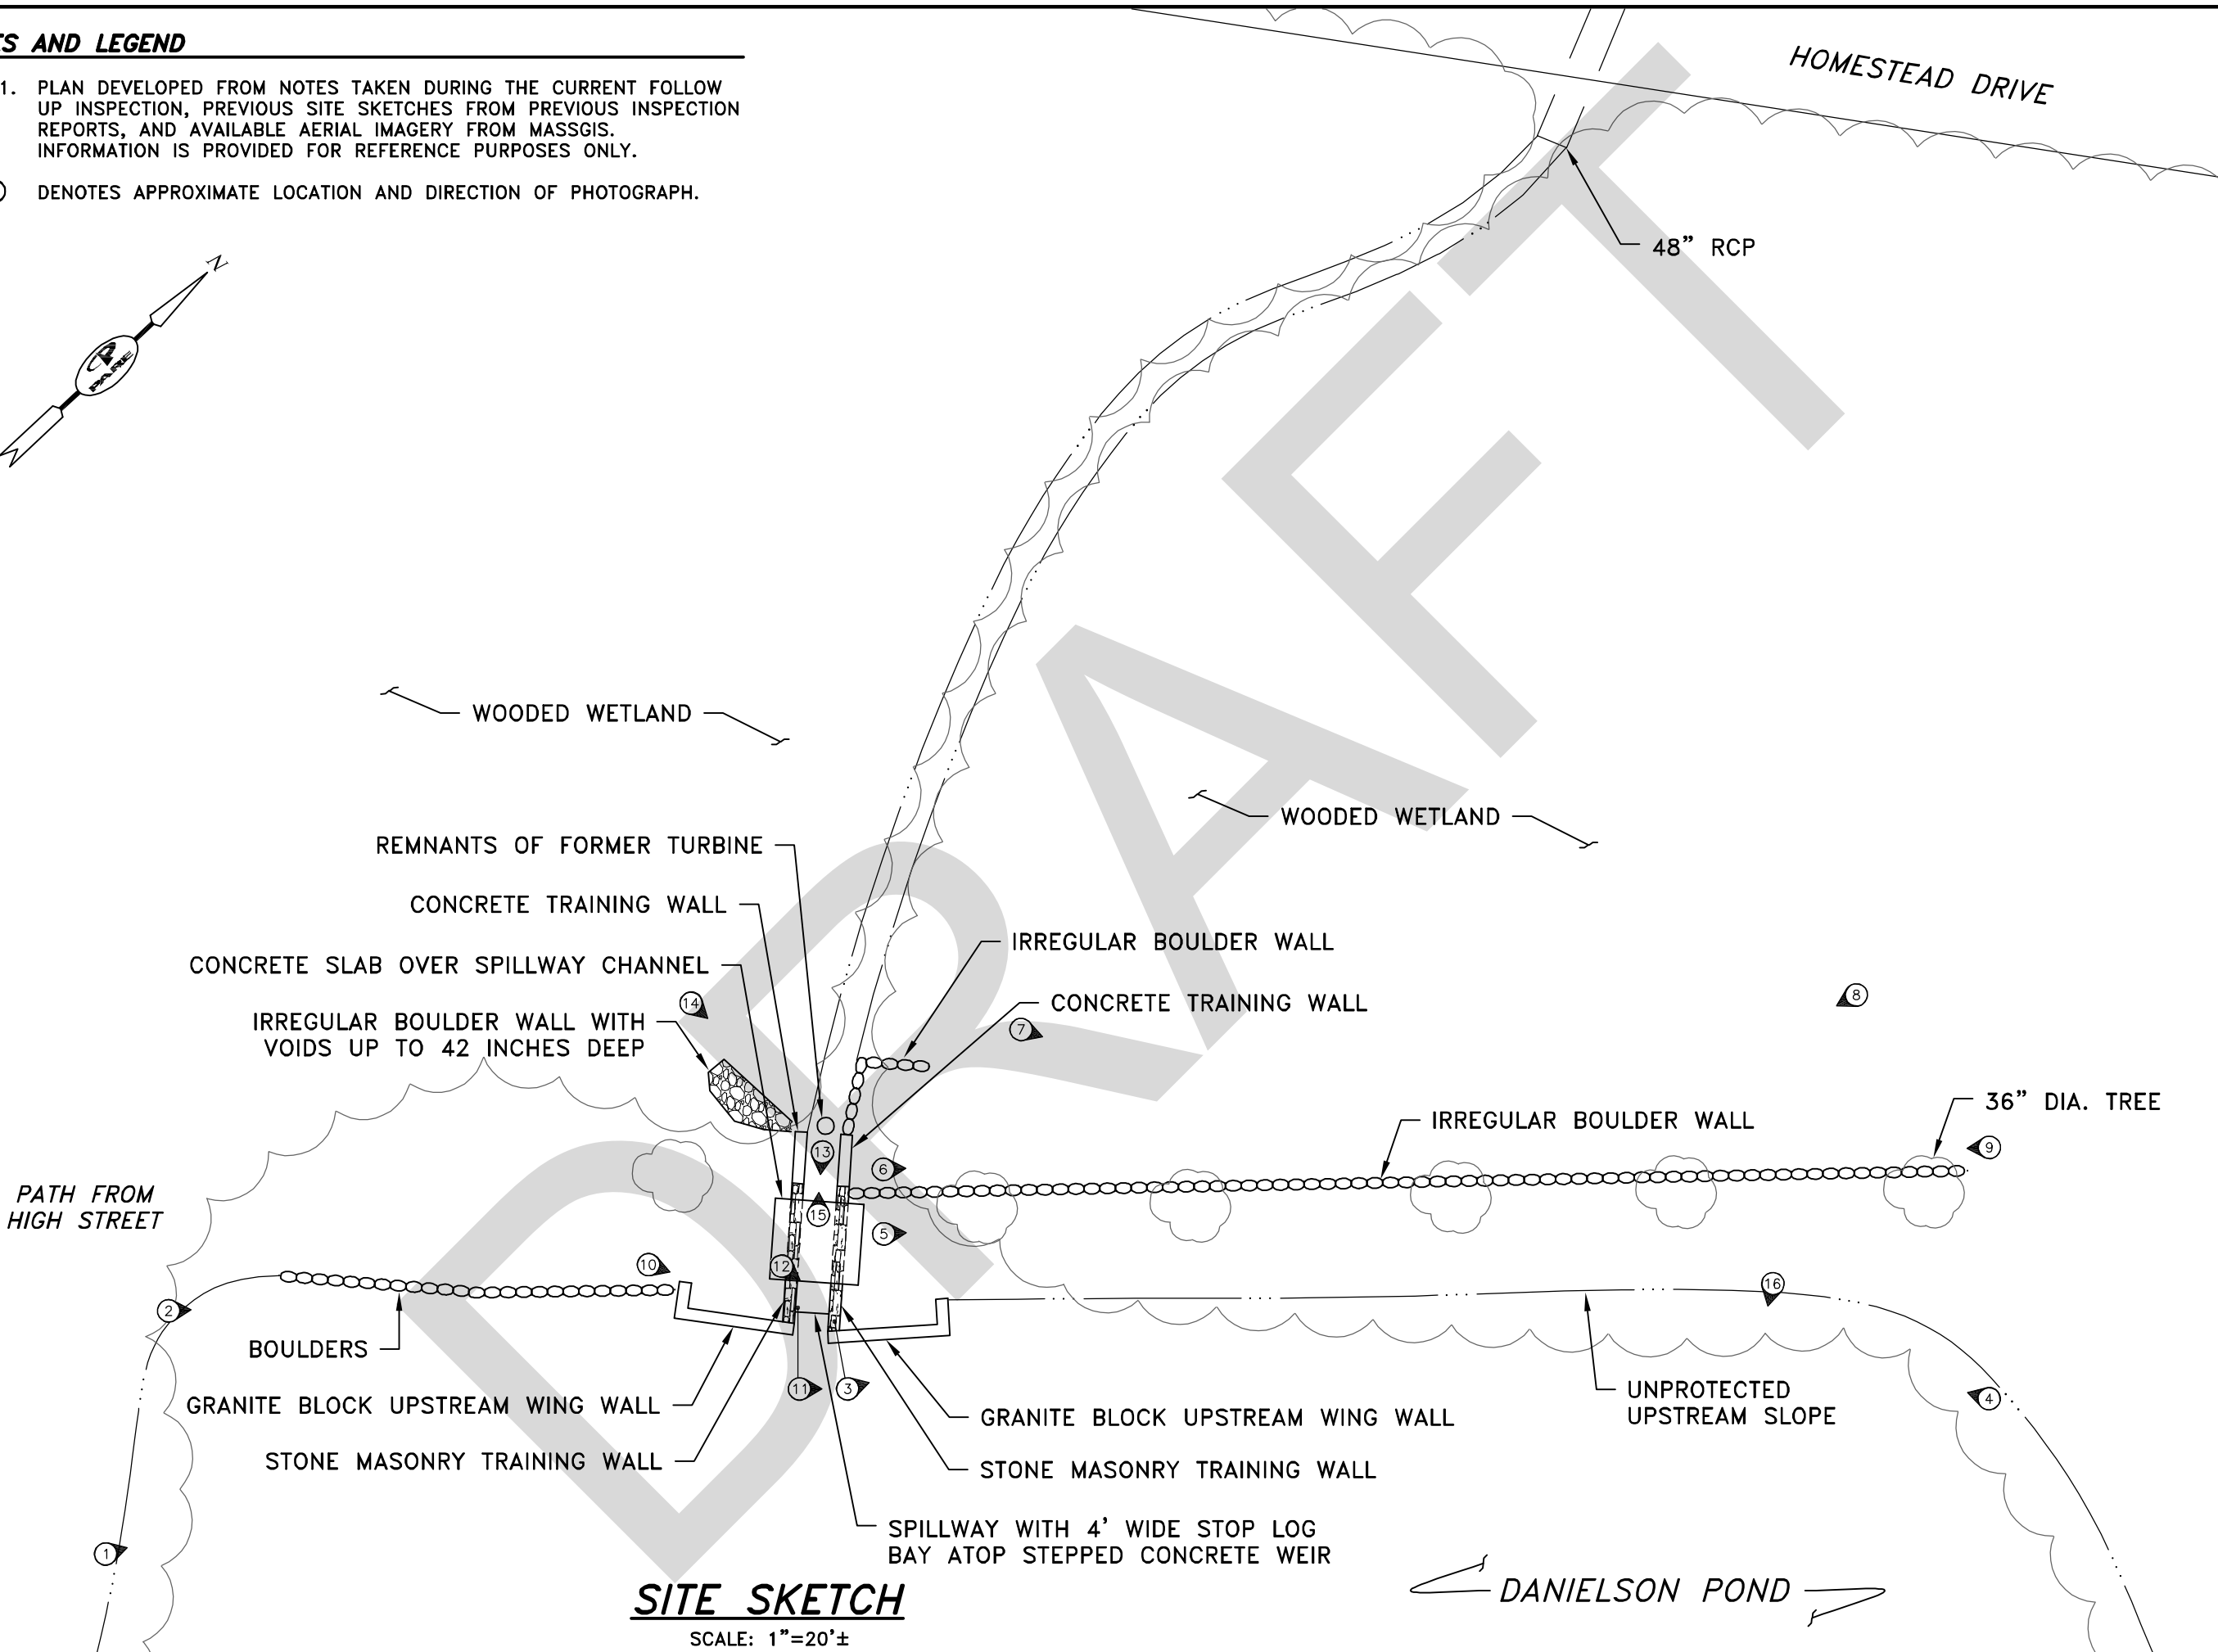 ES AND LEGEND
1. PLAN DEVELOPED FROM NOTES TAKEN DURING THE CURRENT FOLLOW
UP INSPECTION, PREVIOUS SITE SKETCHES FROM PREVIOUS INSPECTION
REPORTS, AND AVAILABLE AERIAL IMAGERY FROM MASSGIS.
INFORMATION IS PROVIDED FOR REFERENCE PURPOSES ONLY.
DENOTES APPROXIMATE LOCATION AND DIRECTION OF PHOTOGRAPH.
HOMESTEAD DRIVE
48” RCP
N
PARE
DRAFT
WOODED WETLAND
WOODED WETLAND
REMNANTS OF FORMER TURBINE
CONCRETE TRAINING WALL
IRREGULAR BOULDER WALL
CONCRETE SLAB OVER SPILLWAY CHANNEL
CONCRETE TRAINING WALL
14
8
7
IRREGULAR BOULDER WALL WITH
VOIDS UP TO 42 INCHES DEEP
36” DIA. TREE
IRREGULAR BOULDER WALL
9
13
6
PATH FROM
HIGH STREET
15
5
10
12
16
2
BOULDERS
11
3
4
UNPROTECTED
UPSTREAM SLOPE
GRANITE BLOCK UPSTREAM WING WALL
GRANITE BLOCK UPSTREAM WING WALL
STONE MASONRY TRAINING WALL
STONE MASONRY TRAINING WALL
SPILLWAY WITH 4’ WIDE STOP LOG
BAY ATOP STEPPED CONCRETE WEIR
1
DANIELSON POND
SITE SKETCH
SCALE: 1”=20’±